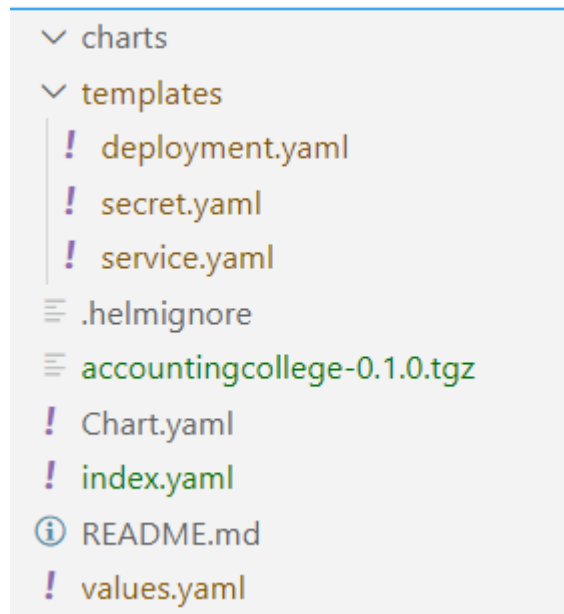 charts
templates
! deployment.yaml
! secret.yaml
! service.yaml
.helmignore
accountingcollege-0.1.0.tgz
! Chart.yaml
! index.yaml
README.md
! values.yaml